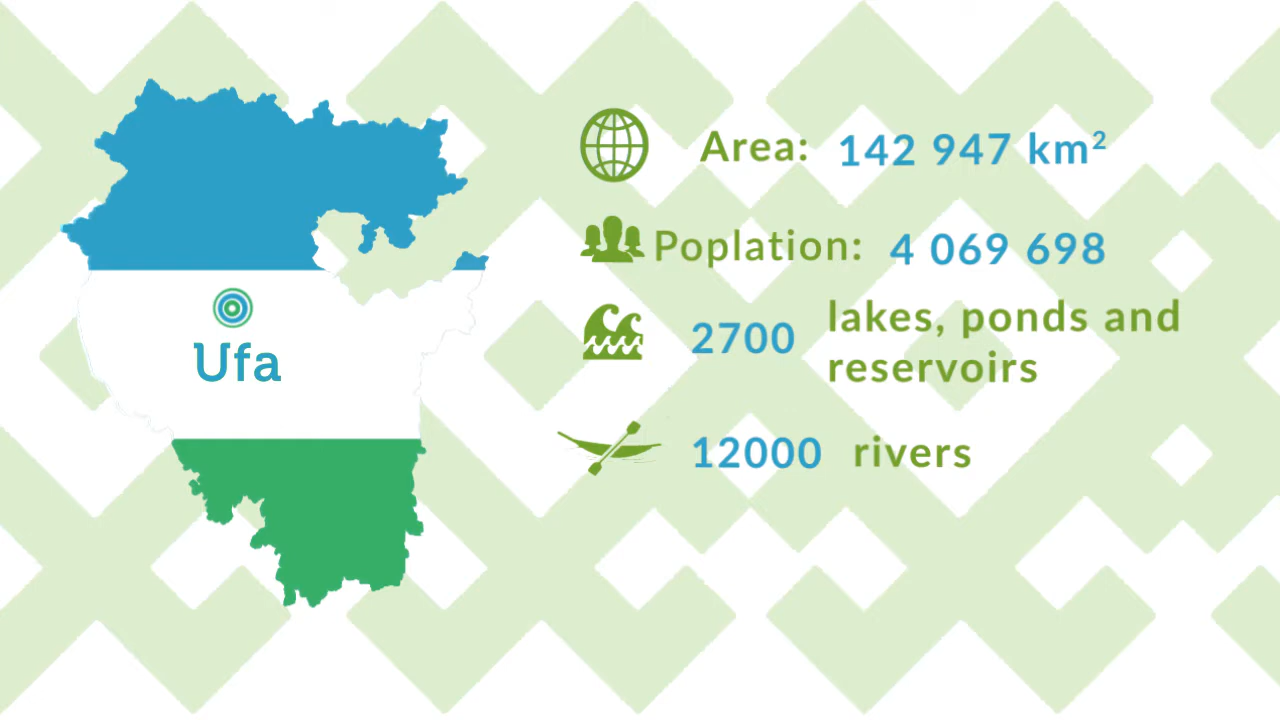 Area: 142 947 km²
Poplation: 4 069 698
2700 lakes, ponds and
reservoirs
12000 rivers
Ufa